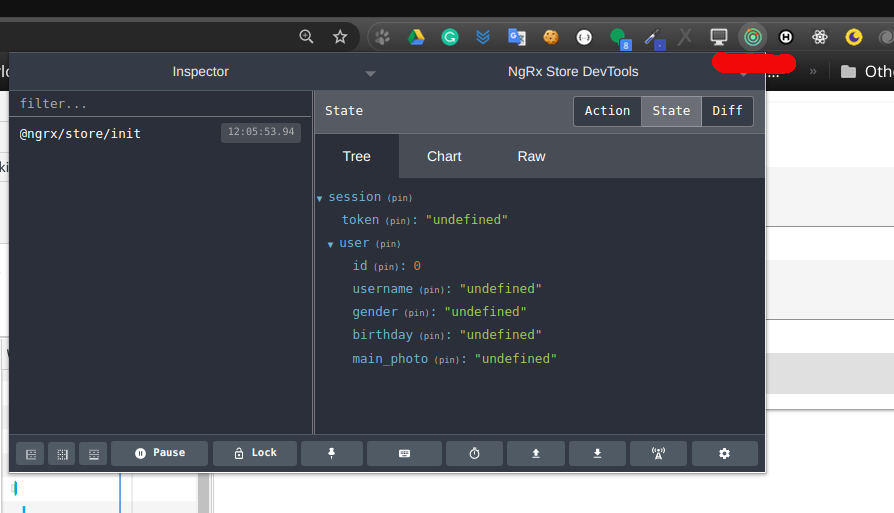 8
Inspector
NgRx Store DevTools
...
»
Othe
filter...
@ngrx/store/init
12:05:53.94
State
Action
State
Diff
Tree
Chart
Raw
session (pin)
token (pin): "undefined"
user (pin)
id (pin): 0
username (pin): "undefined"
gender (pin): "undefined"
birthday (pin): "undefined"
main_photo (pin): "undefined"
Pause
Lock